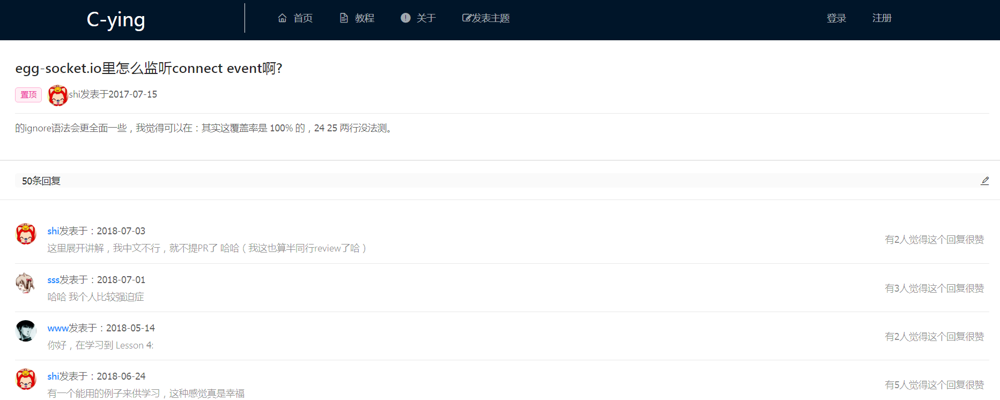 C-ying
首页 教程 关于 发表主题 登录 注册
egg-socket.io里怎么监听connect event啊?
置顶 shi发表于2017-07-15
的ignore语法会更全面一些，我觉得可以在：其实这覆盖率是 100% 的，24 25 两行没法测。
50条回复
shi发表于：2018-07-03
这里展开讲解，我中文不行，就不提PR了 哈哈（我这也算半同行review了哈）
有2人觉得这个回复很赞
sss发表于：2018-07-01
哈哈 我个人比较强迫症
有3人觉得这个回复很赞
www发表于：2018-05-14
你好，在学习到 Lesson 4:
有2人觉得这个回复很赞
shi发表于：2018-06-24
有一个能用的例子来供学习，这种感觉真是幸福
有5人觉得这个回复很赞